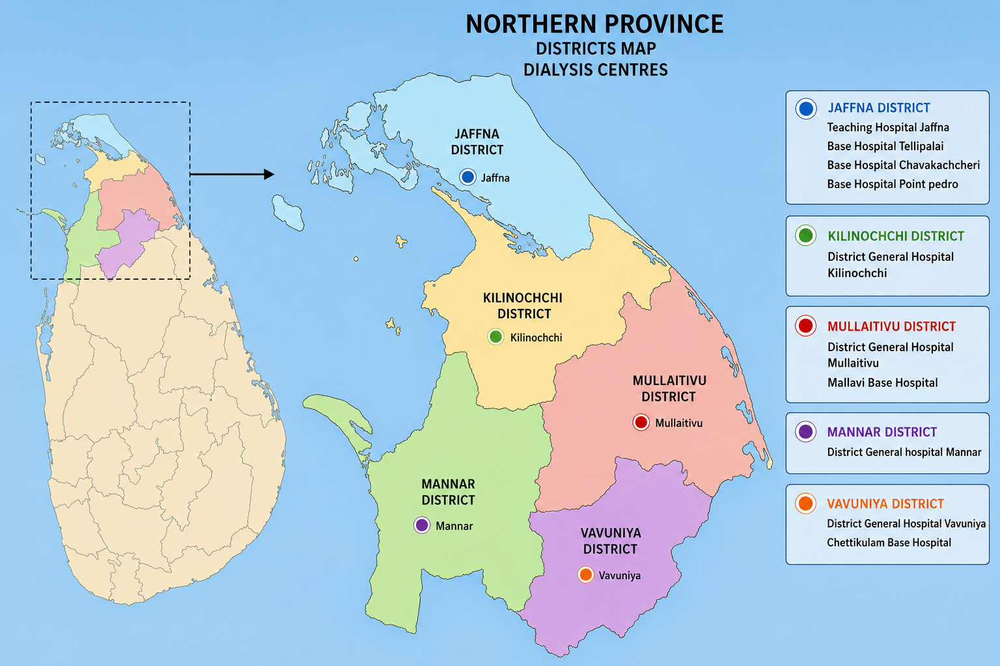 NORTHERN PROVINCE
DISTRICTS MAP
DIALYSIS CENTRES
JAFFNA
DISTRICT
Jaffna
KILINOCHCHI
DISTRICT
Kilinochchi
MULLAITIVU
DISTRICT
Mullaitivu
MANNAR
DISTRICT
Mannar
VAVUNIYA
DISTRICT
Vavuniya
JAFFNA DISTRICT
Teaching Hospital Jaffna
Base Hospital Tellipalai
Base Hospital Chavakachcheri
Base Hospital Point pedro
KILINOCHCHI DISTRICT
District General Hospital
Kilinochchi
MULLAITIVU DISTRICT
District General Hospital
Mullaitivu
Mallavi Base Hospital
MANNAR DISTRICT
District General hospital Mannar
VAVUNIYA DISTRICT
District General Hospital Vavuniya
Chettikulam Base Hospital